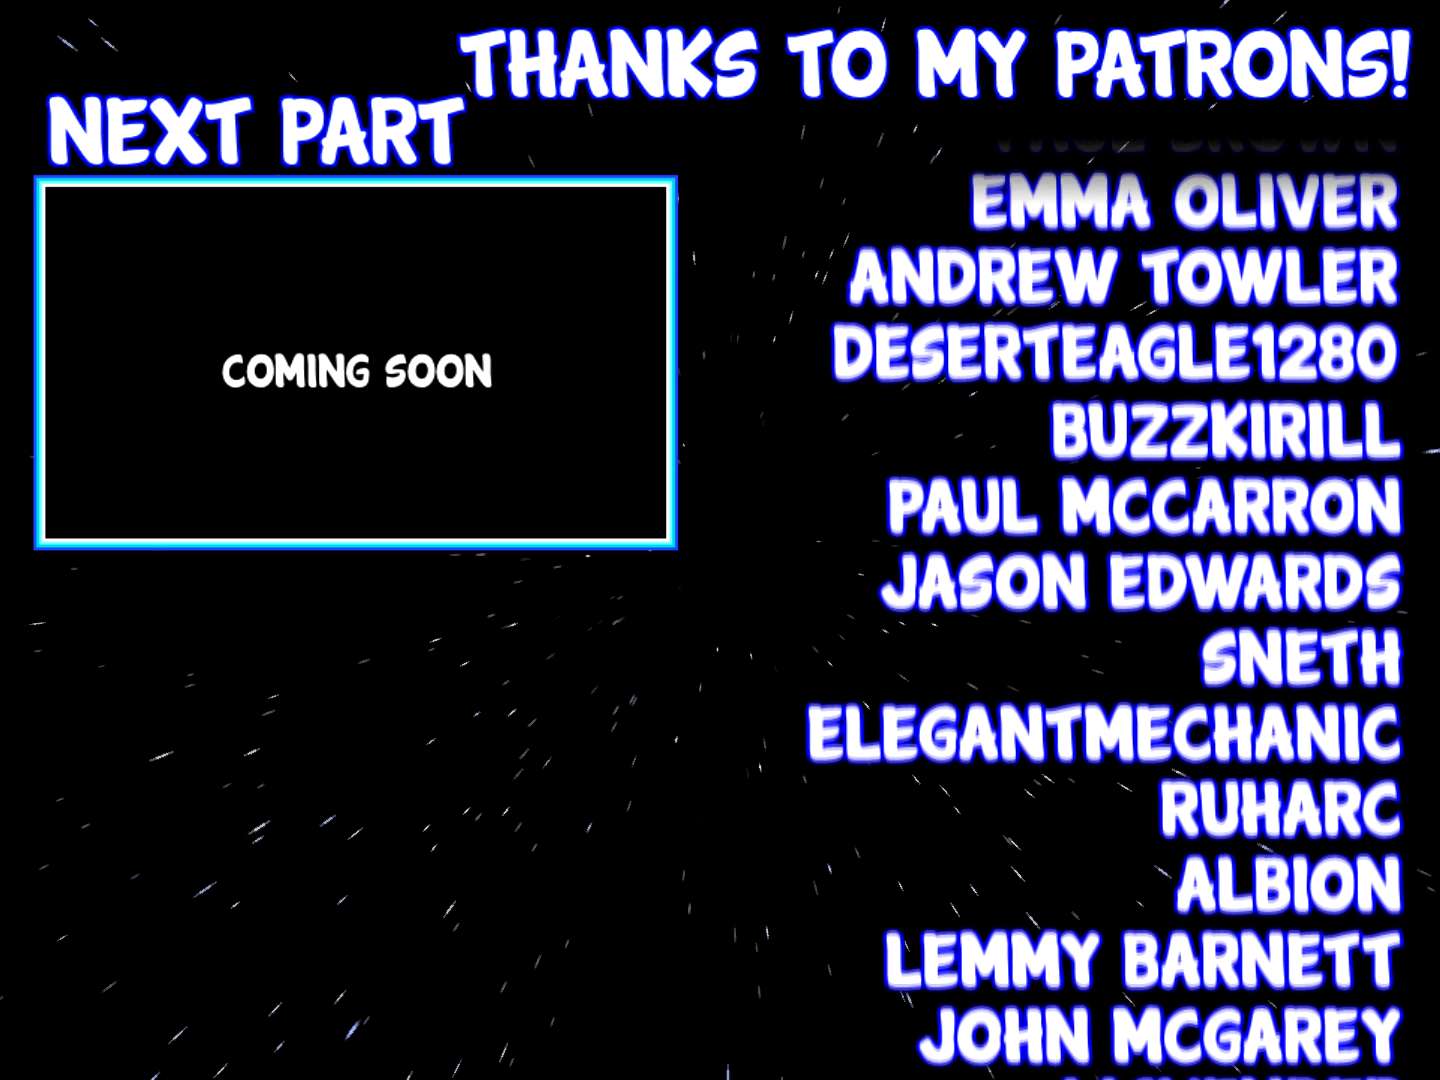 THANKS TO MY PATRONS!
NEXT PART
COMING SOON
BROWN
EMMA OLIVER
ANDREW TOWLER
DESERTEAGLE1280
BUZZKIRILL
PAUL MCCARRON
JASON EDWARDS
SNETH
ELEGANTMECHANIC
RUHARC
ALBION
LEMMY BARNETT
JOHN MCGAREY